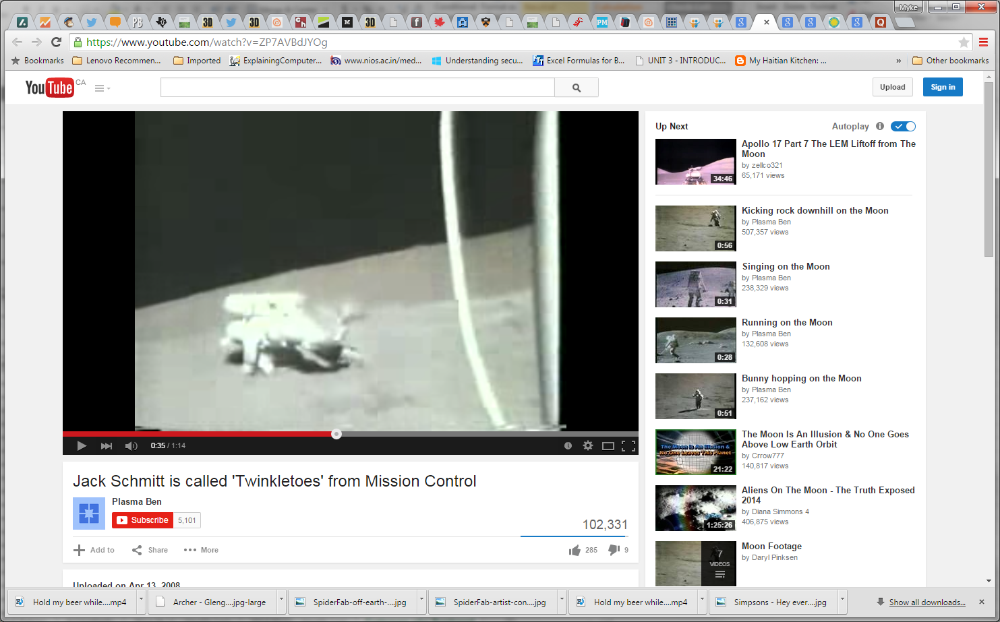 Myke
https://www.youtube.com/watch?v=ZP7AVBdJYOg
Bookmarks
Lenovo Recommen...
Imported
ExplainingComputer...
www.nios.ac.in/med...
Understanding secu...
Excel Formulas for B...
UNIT 3 - INTRODUC...
My Haitian Kitchen: ...
»
Other bookmarks
YouTube CA
Upload
Sign in
Up Next
Autoplay
Apollo 17 Part 7 The LEM Liftoff from The
Moon
by zellco321
65,171 views
34:46
Kicking rock downhill on the Moon
by Plasma Ben
507,357 views
0:56
Singing on the Moon
by Plasma Ben
238,329 views
0:31
Running on the Moon
by Plasma Ben
132,608 views
0:28
Bunny hopping on the Moon
by Plasma Ben
237,162 views
0:51
The Moon Is An Illusion & No One Goes
Above Low Earth Orbit
by Crrow777
140,817 views
The Moon Is An Illusion &
No One Leaves This Planet
21:22
Aliens On The Moon - The Truth Exposed
2014
by Diana Simmons 4
406,875 views
1:25:26
Moon Footage
by Daryl Pinksen
7
VIDEOS
0:35 / 1:14
Jack Schmitt is called 'Twinkletoes' from Mission Control
Plasma Ben
Subscribe 5,101
102,331
Add to
Share
More
285
9
Uploaded on Apr 13, 2008
Hold my beer while....mp4
Archer - Gleng....jpg-large
SpiderFab-off-earth-....jpg
SpiderFab-artist-con....jpg
Hold my beer while....mp4
Simpsons - Hey ever....jpg
Show all downloads...